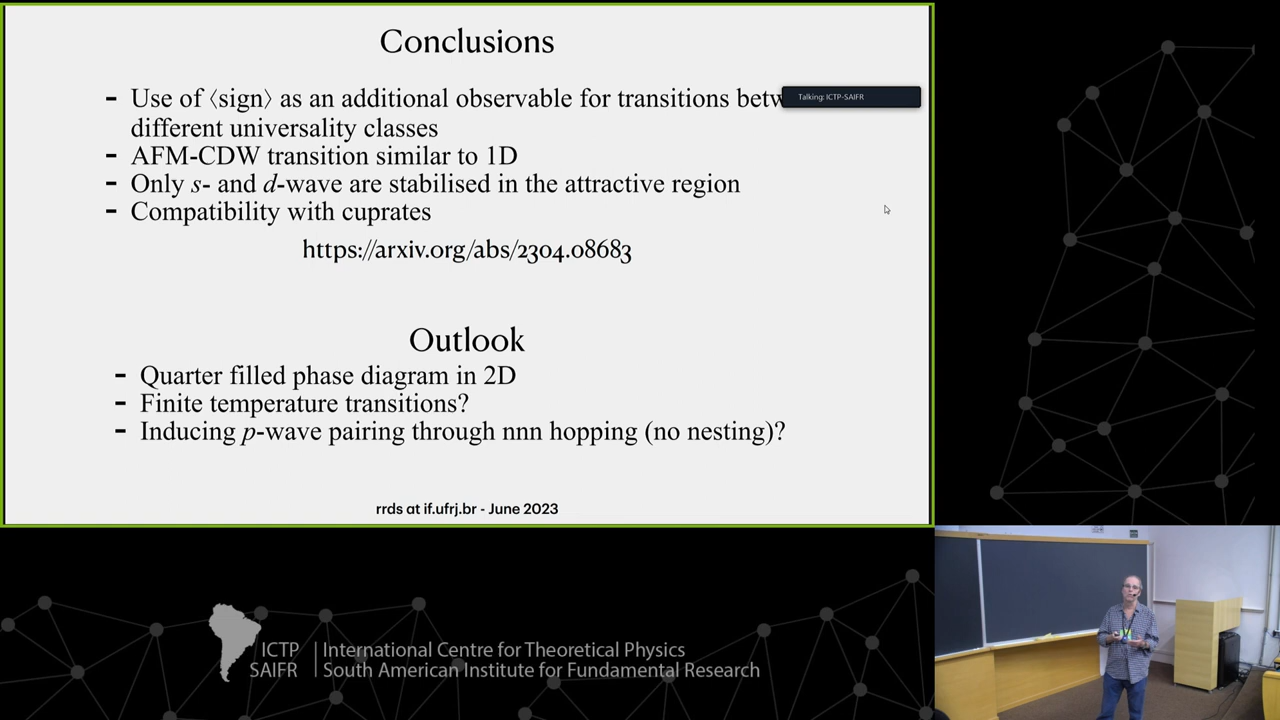 Conclusions
- Use of ⟨sign⟩ as an additional observable for transitions betw
Talking: ICTP-SAIFR
different universality classes
- AFM-CDW transition similar to 1D
- Only s- and d-wave are stabilised in the attractive region
- Compatibility with cuprates
https://arxiv.org/abs/2304.08683
Outlook
- Quarter filled phase diagram in 2D
- Finite temperature transitions?
- Inducing p-wave pairing through nnn hopping (no nesting)?
rrds at if.ufrj.br - June 2023
ICTP
SAIFR
International Centre for Theoretical Physics
South American Institute for Fundamental Research